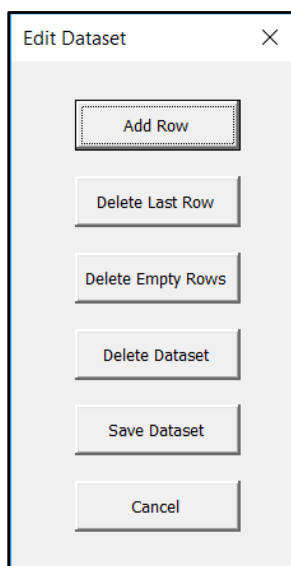 Edit Dataset
Add Row
Delete Last Row
Delete Empty Rows
Delete Dataset
Save Dataset
Cancel